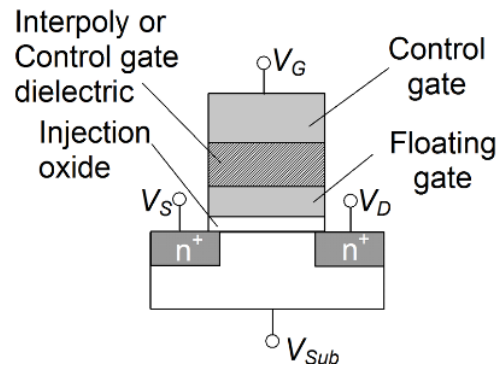 Interpoly or
Control gate
dielectric
V_G
Control
gate
Injection
oxide
Floating
gate
V_S
V_D
n⁺
n⁺
V_Sub